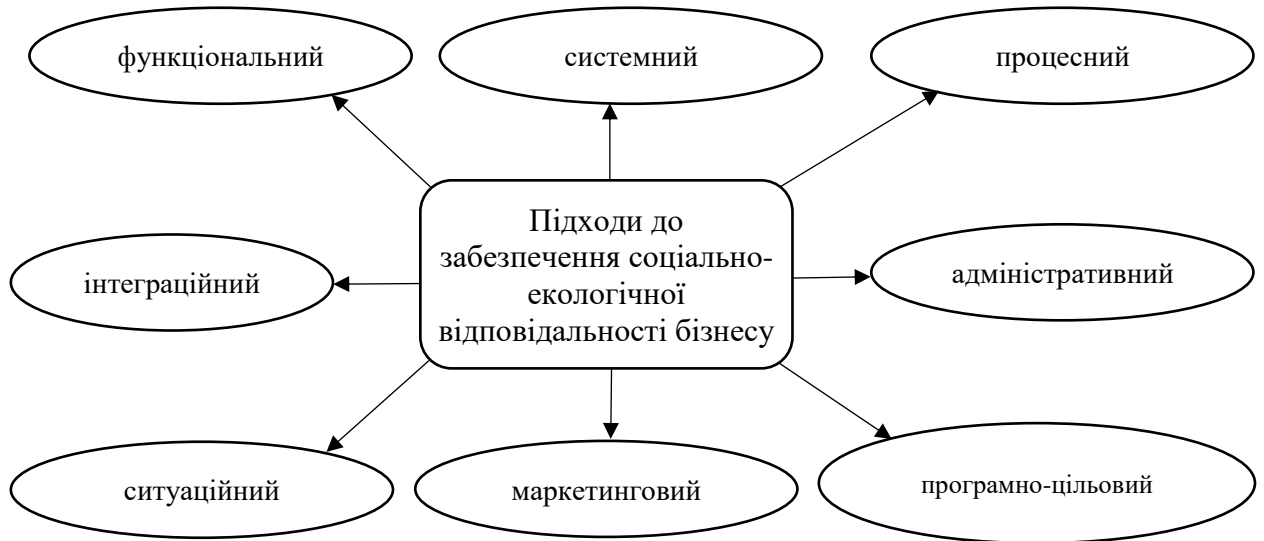 функціональний
системний
процесний
Підходи до
забезпечення соціально-
екологічної
відповідальності бізнесу
інтеграційний
адміністративний
ситуаційний
маркетинговий
програмно-цільовий